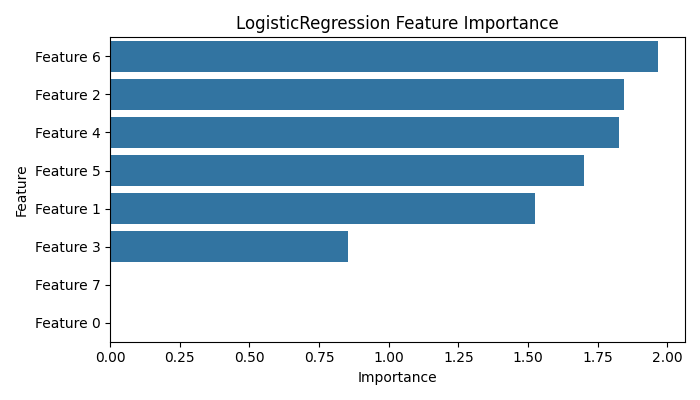 LogisticRegression Feature Importance
Feature 6
Feature 2
Feature 4
Feature 5
Feature 1
Feature 3
Feature 7
Feature 0
Feature
0.00 0.25 0.50 0.75 1.00 1.25 1.50 1.75 2.00
Importance